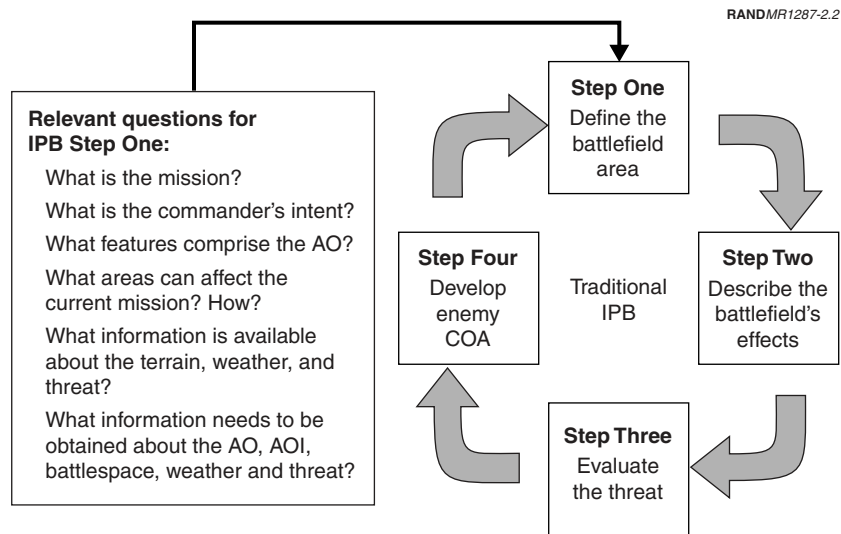 RANDMR1287-2.2
Relevant questions for
IPB Step One:
What is the mission?
What is the commander's intent?
What features comprise the AO?
What areas can affect the
current mission? How?
What information is available
about the terrain, weather, and
threat?
What information needs to be
obtained about the AO, AOI,
battlespace, weather and threat?
Step One
Define the
battlefield
area
Step Two
Describe the
battlefield's
effects
Step Three
Evaluate
the threat
Step Four
Develop
enemy
COA
Traditional
IPB